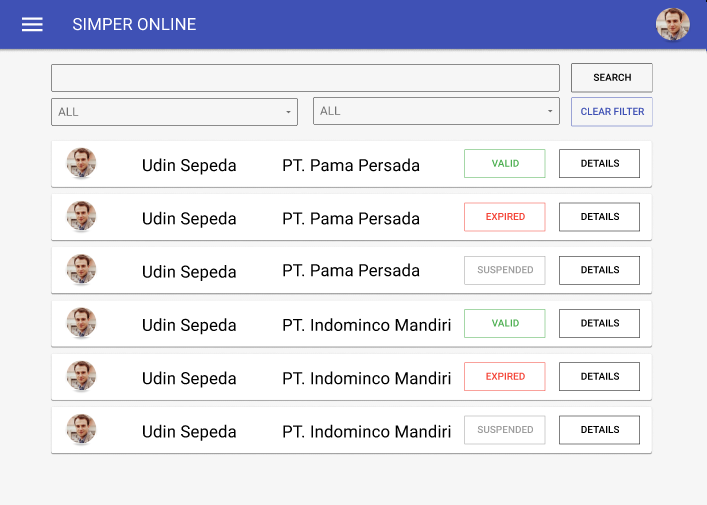 SIMPER ONLINE
SEARCH
ALL ALL CLEAR FILTER
Udin Sepeda PT. Pama Persada VALID DETAILS
Udin Sepeda PT. Pama Persada EXPIRED DETAILS
Udin Sepeda PT. Pama Persada SUSPENDED DETAILS
Udin Sepeda PT. Indominco Mandiri VALID DETAILS
Udin Sepeda PT. Indominco Mandiri EXPIRED DETAILS
Udin Sepeda PT. Indominco Mandiri SUSPENDED DETAILS